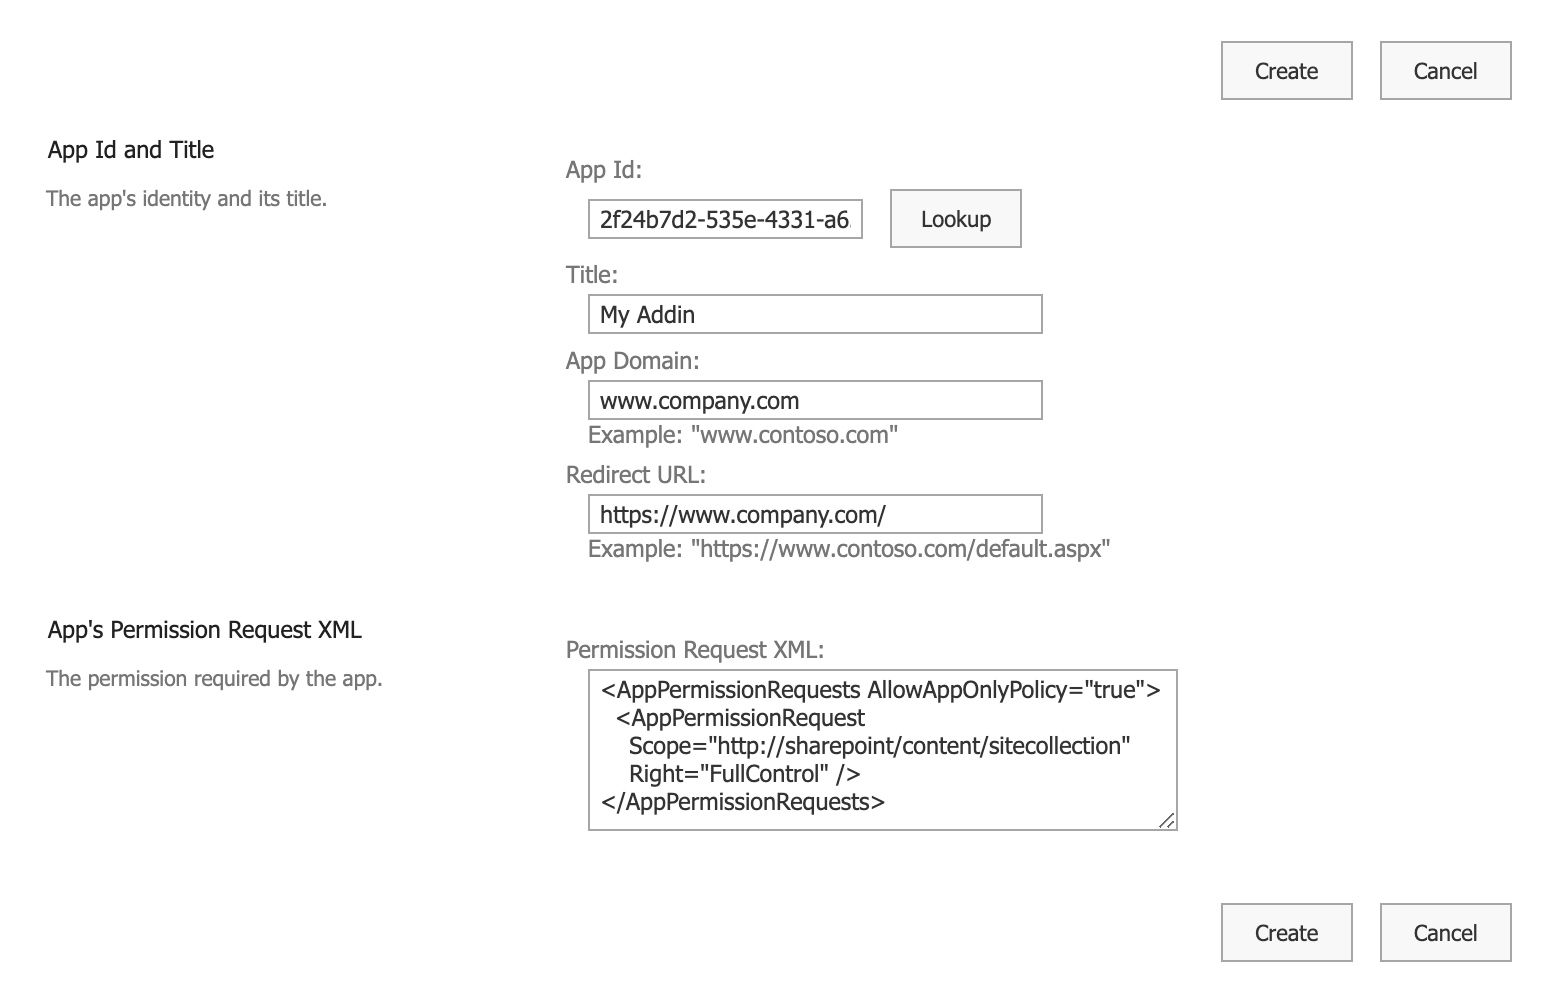 Create Cancel
App Id and Title
The app's identity and its title.
App Id:
2f24b7d2-535e-4331-a6
Lookup
Title:
My Addin
App Domain:
www.company.com
Example: "www.contoso.com"
Redirect URL:
https://www.company.com/
Example: "https://www.contoso.com/default.aspx"
App's Permission Request XML
The permission required by the app.
Permission Request XML:
<AppPermissionRequests AllowAppOnlyPolicy="true">
<AppPermissionRequest
Scope="http://sharepoint/content/sitecollection"
Right="FullControl" />
</AppPermissionRequests>
Create Cancel